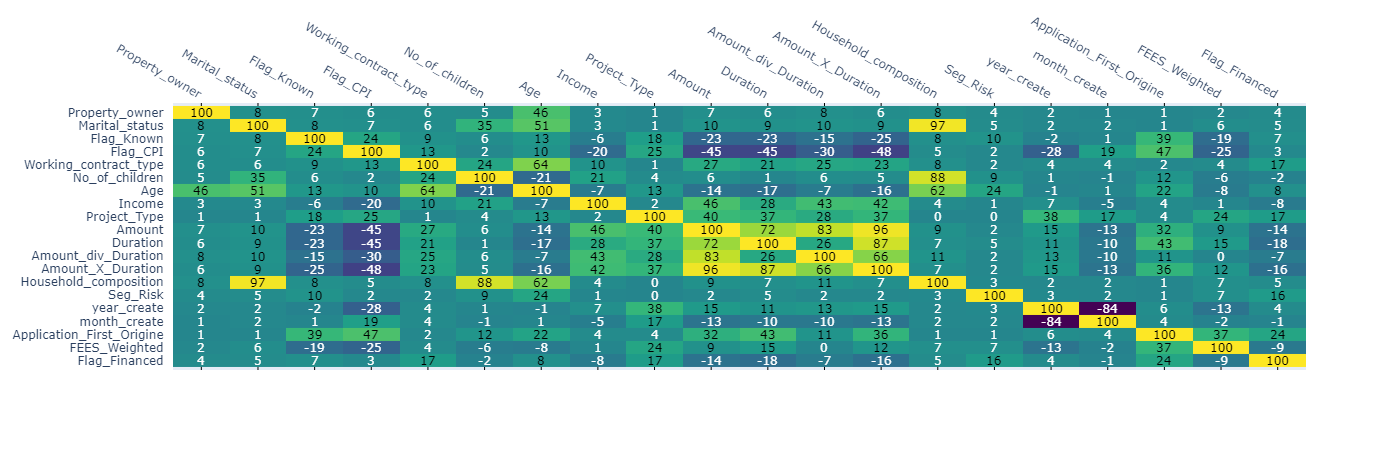 Property_owner
Marital_status
Flag_Known
Flag_CPI
Working_contract_type
No_of_children
Age
Income
Project_Type
Amount
Duration
Amount_div_Duration
Amount_X_Duration
Household_composition
Seg_Risk
year_create
month_create
Application_First_Origine
FEES_Weighted
Flag_Financed
Property_owner 100 8 7 6 6 5 46 3 1 7 6 8 6 8 4 2 1 1 2 4
Marital_status 8 100 8 7 6 35 51 3 1 10 9 10 9 97 5 2 2 1 6 5
Flag_Known 7 8 100 24 9 6 13 -6 18 -23 -23 -15 -25 8 10 -2 1 39 -19 7
Flag_CPI 6 7 24 100 13 2 10 -20 25 -45 -45 -30 -48 5 2 -28 19 47 -25 3
Working_contract_type 6 6 9 13 100 24 64 10 1 27 21 25 23 8 2 4 4 2 4 17
No_of_children 5 35 6 2 24 100 -21 21 4 6 1 6 5 88 9 1 -1 12 -6 -2
Age 46 51 13 10 64 -21 100 -7 13 -14 -17 -7 -16 62 24 -1 1 22 -8 8
Income 3 3 -6 -20 10 21 -7 100 2 46 28 43 42 4 1 7 -5 4 1 -8
Project_Type 1 1 18 25 1 4 13 2 100 40 37 28 37 0 0 38 17 4 24 17
Amount 7 10 -23 -45 27 6 -14 46 40 100 72 83 96 9 2 15 -13 32 9 -14
Duration 6 9 -23 -45 21 1 -17 28 37 72 100 26 87 7 5 11 -10 43 15 -18
Amount_div_Duration 8 10 -15 -30 25 6 -7 43 28 83 26 100 66 11 2 13 -10 11 0 -7
Amount_X_Duration 6 9 -25 -48 23 5 -16 42 37 96 87 66 100 7 2 15 -13 36 12 -16
Household_composition 8 97 8 5 8 88 62 4 0 9 7 11 7 100 3 2 2 1 7 5
Seg_Risk 4 5 10 2 2 9 24 1 0 2 5 2 2 3 100 3 2 1 7 16
year_create 2 2 -2 -28 4 1 -1 7 38 15 11 13 15 2 3 100 -84 6 -13 4
month_create 1 2 1 19 4 -1 1 -5 17 -13 -10 -10 -13 2 2 -84 100 4 -2 -1
Application_First_Origine 1 1 39 47 2 12 22 4 4 32 43 11 36 1 1 6 4 100 37 24
FEES_Weighted 2 6 -19 -25 4 -6 -8 1 24 9 15 0 12 7 7 -13 -2 37 100 -9
Flag_Financed 4 5 7 3 17 -2 8 -8 17 -14 -18 -7 -16 5 16 4 -1 24 -9 100